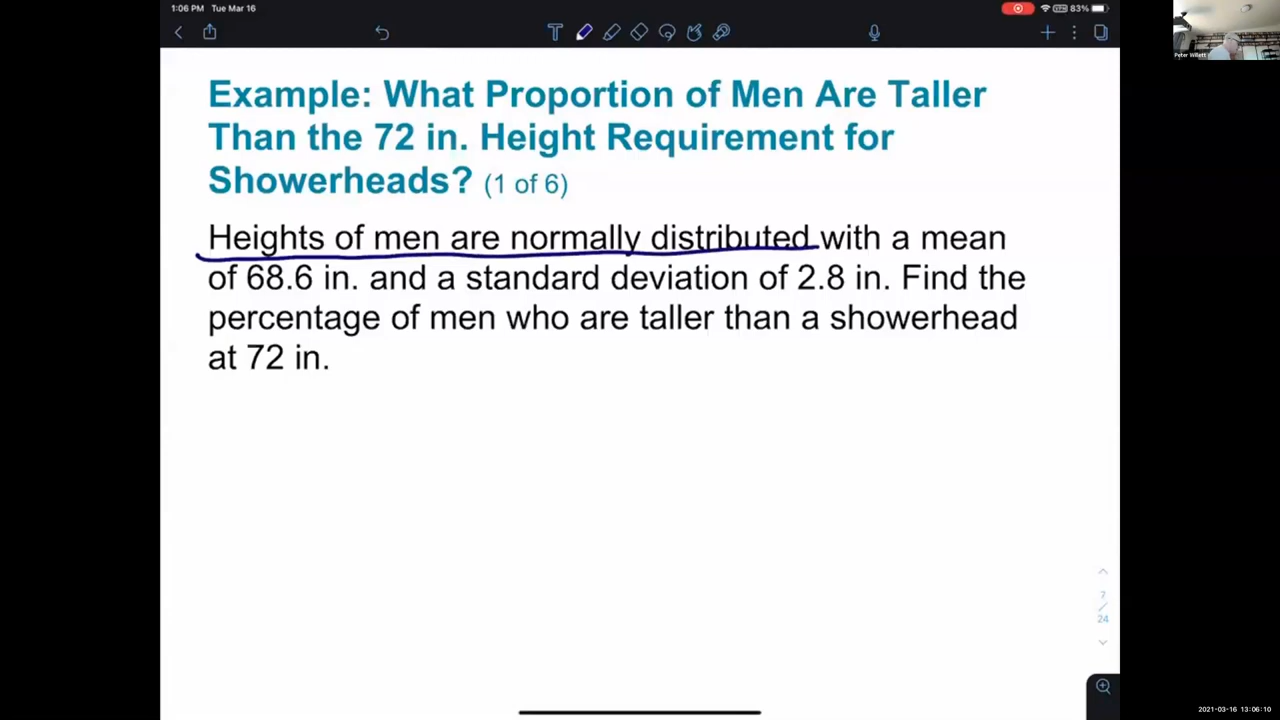 1:06 PM Tue Mar 16
83%
Peter Willett
Example: What Proportion of Men Are Taller
Than the 72 in. Height Requirement for
Showerheads? (1 of 6)
Heights of men are normally distributed with a mean
of 68.6 in. and a standard deviation of 2.8 in. Find the
percentage of men who are taller than a showerhead
at 72 in.
7
/
24
2021-03-16 13:06:10